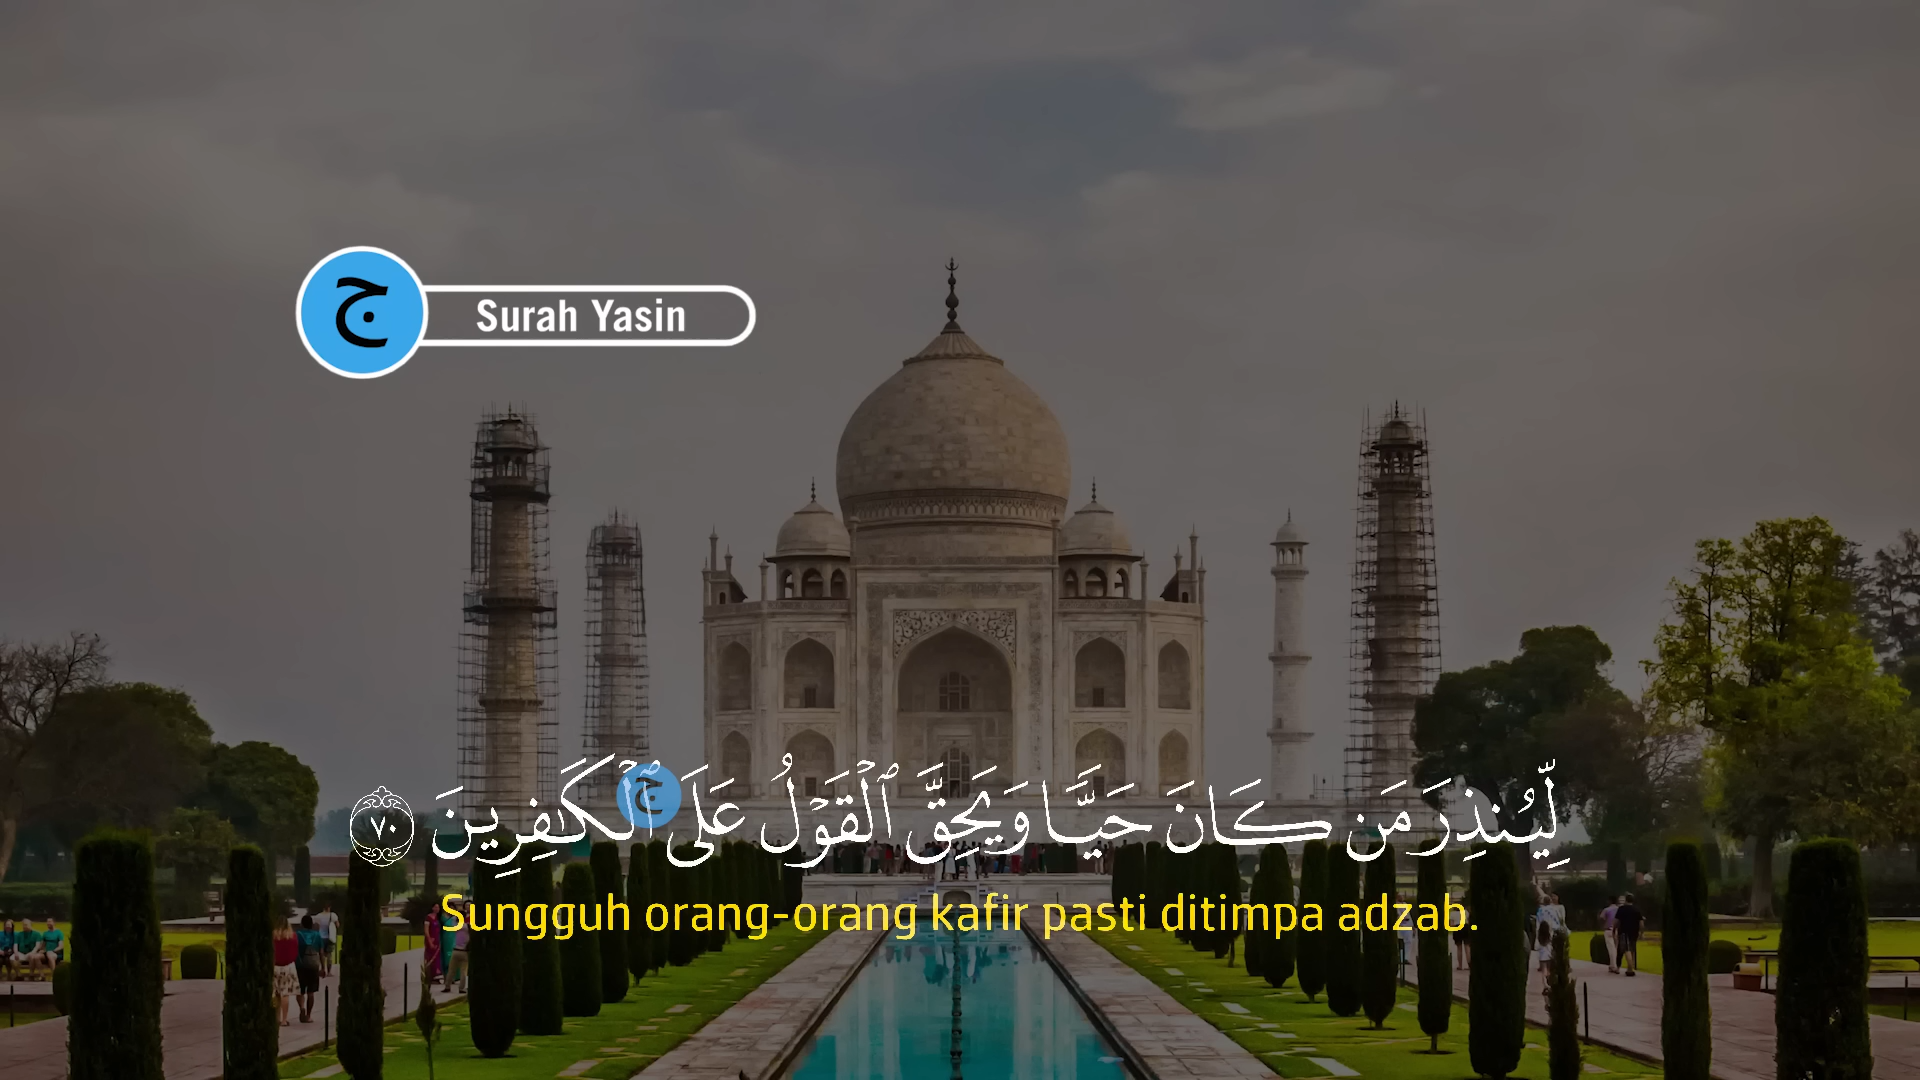 ج
Surah Yasin
لِّيُنذِرَ مَن كَانَ حَيًّا وَيَحِقَّ ٱلْقَوْلُ عَلَى ٱلْكَٰفِرِينَ ٧٠
ج
Sungguh orang-orang kafir pasti ditimpa adzab.